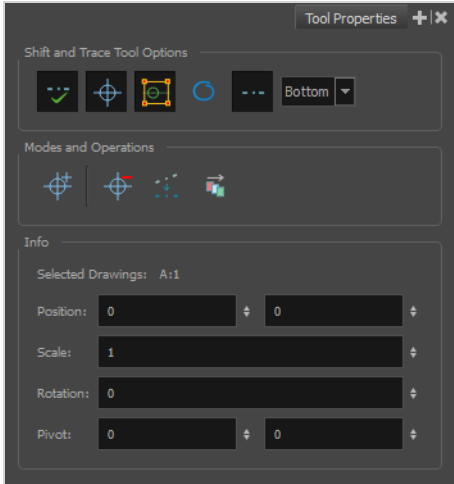 Tool Properties
Shift and Trace Tool Options
Bottom
Modes and Operations
Info
Selected Drawings: A:1
Position: 0 0
Scale: 1
Rotation: 0
Pivot: 0 0